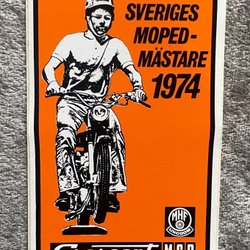 SVERIGES
MOPED-
MÄSTARE
1974
MHF